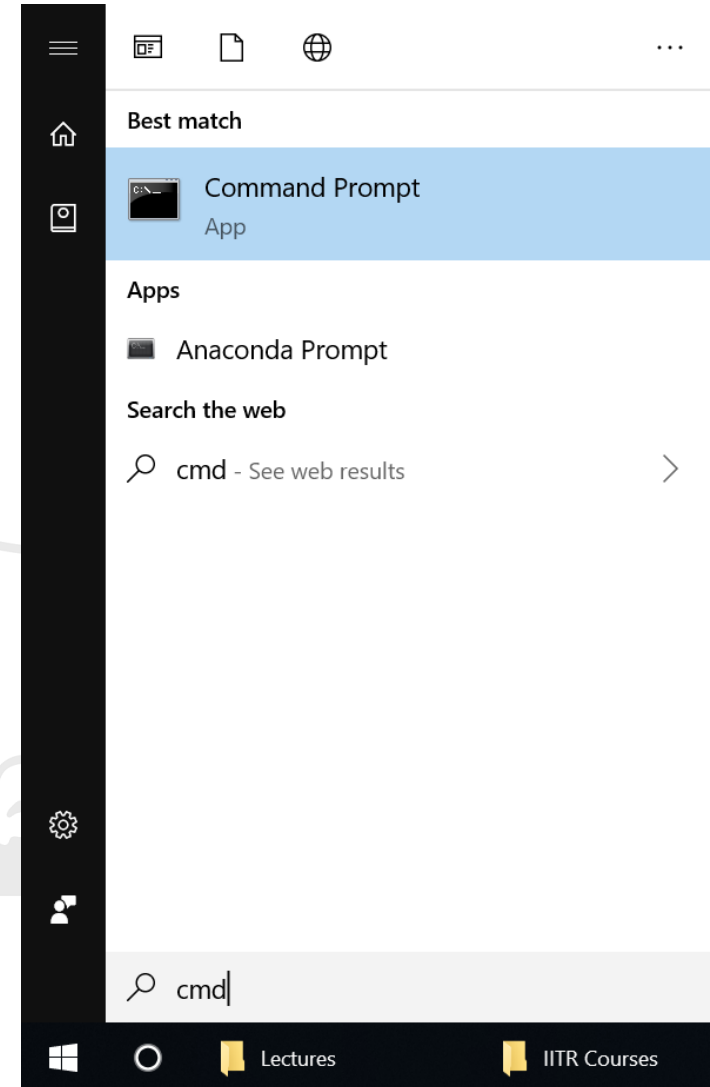 ...
Best match
Command Prompt
App
Apps
Anaconda Prompt
Search the web
cmd - See web results
cmd
Lectures
IITR Courses